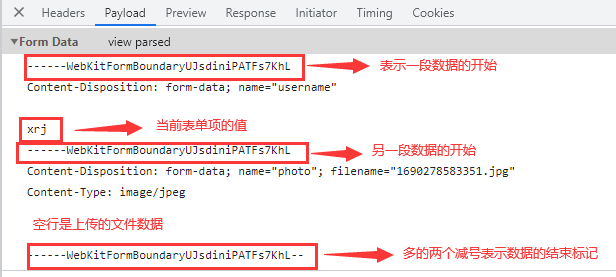 Headers Payload Preview Response Initiator Timing Cookies
Form Data view parsed
------WebKitFormBoundaryUJsdiniPATFs7KhL 表示一段数据的开始
Content-Disposition: form-data; name="username"
xrj 当前表单项的值
------WebKitFormBoundaryUJsdiniPATFs7KhL 另一段数据的开始
Content-Disposition: form-data; name="photo"; filename="1690278583351.jpg"
Content-Type: image/jpeg
空行是上传的文件数据
------WebKitFormBoundaryUJsdiniPATFs7KhL-- 多的两个减号表示数据的结束标记